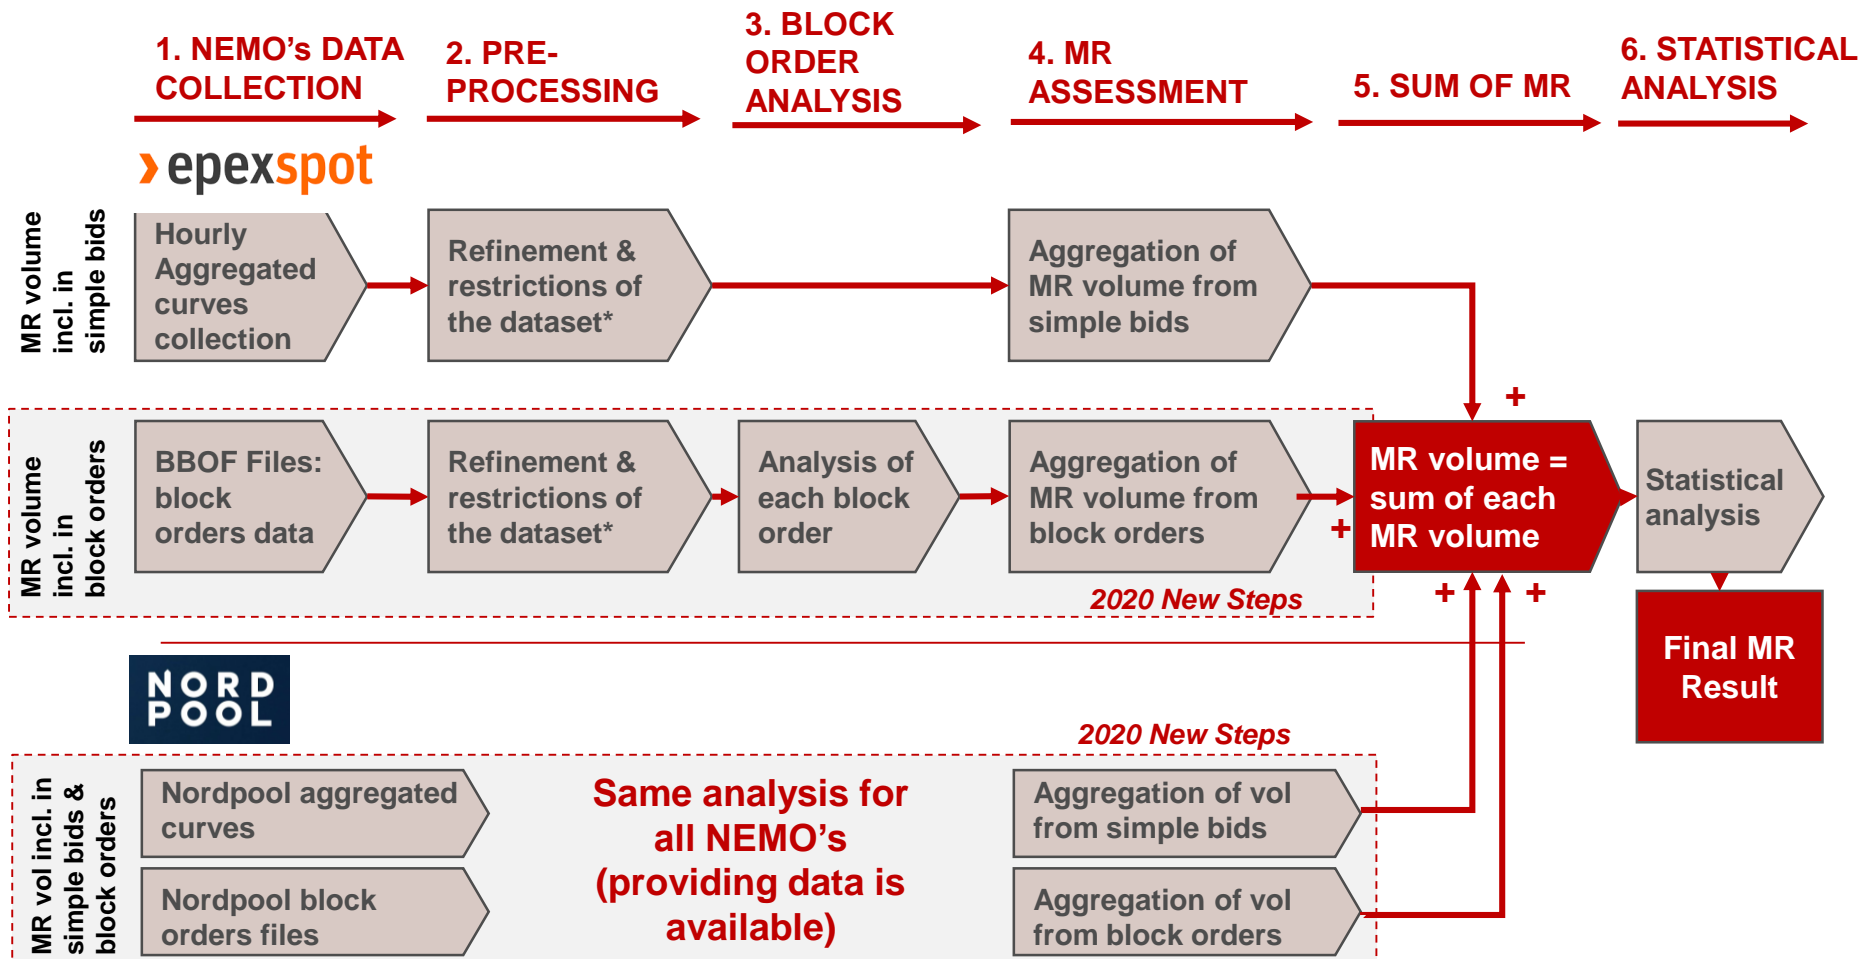 1. NEMO's DATA
COLLECTION
2. PRE-
PROCESSING
3. BLOCK
ORDER
ANALYSIS
4. MR
ASSESSMENT
5. SUM OF MR
6. STATISTICAL
ANALYSIS
epexspot
MR volume
incl. in
simple bids
Hourly
Aggregated
curves
collection
Refinement &
restrictions of
the dataset*
Aggregation of
MR volume from
simple bids
+
MR volume
incl. in
block orders
BBOF Files:
block
orders data
Refinement &
restrictions of
the dataset*
Analysis of
each block
order
Aggregation of
MR volume from
block orders
+
MR volume =
sum of each
MR volume
Statistical
analysis
2020 New Steps
+
+
Final MR
Result
NORD
POOL
2020 New Steps
MR vol incl. in
simple bids &
block orders
Nordpool aggregated
curves
Nordpool block
orders files
Same analysis for
all NEMO's
(providing data is
available)
Aggregation of vol
from simple bids
Aggregation of vol
from block orders